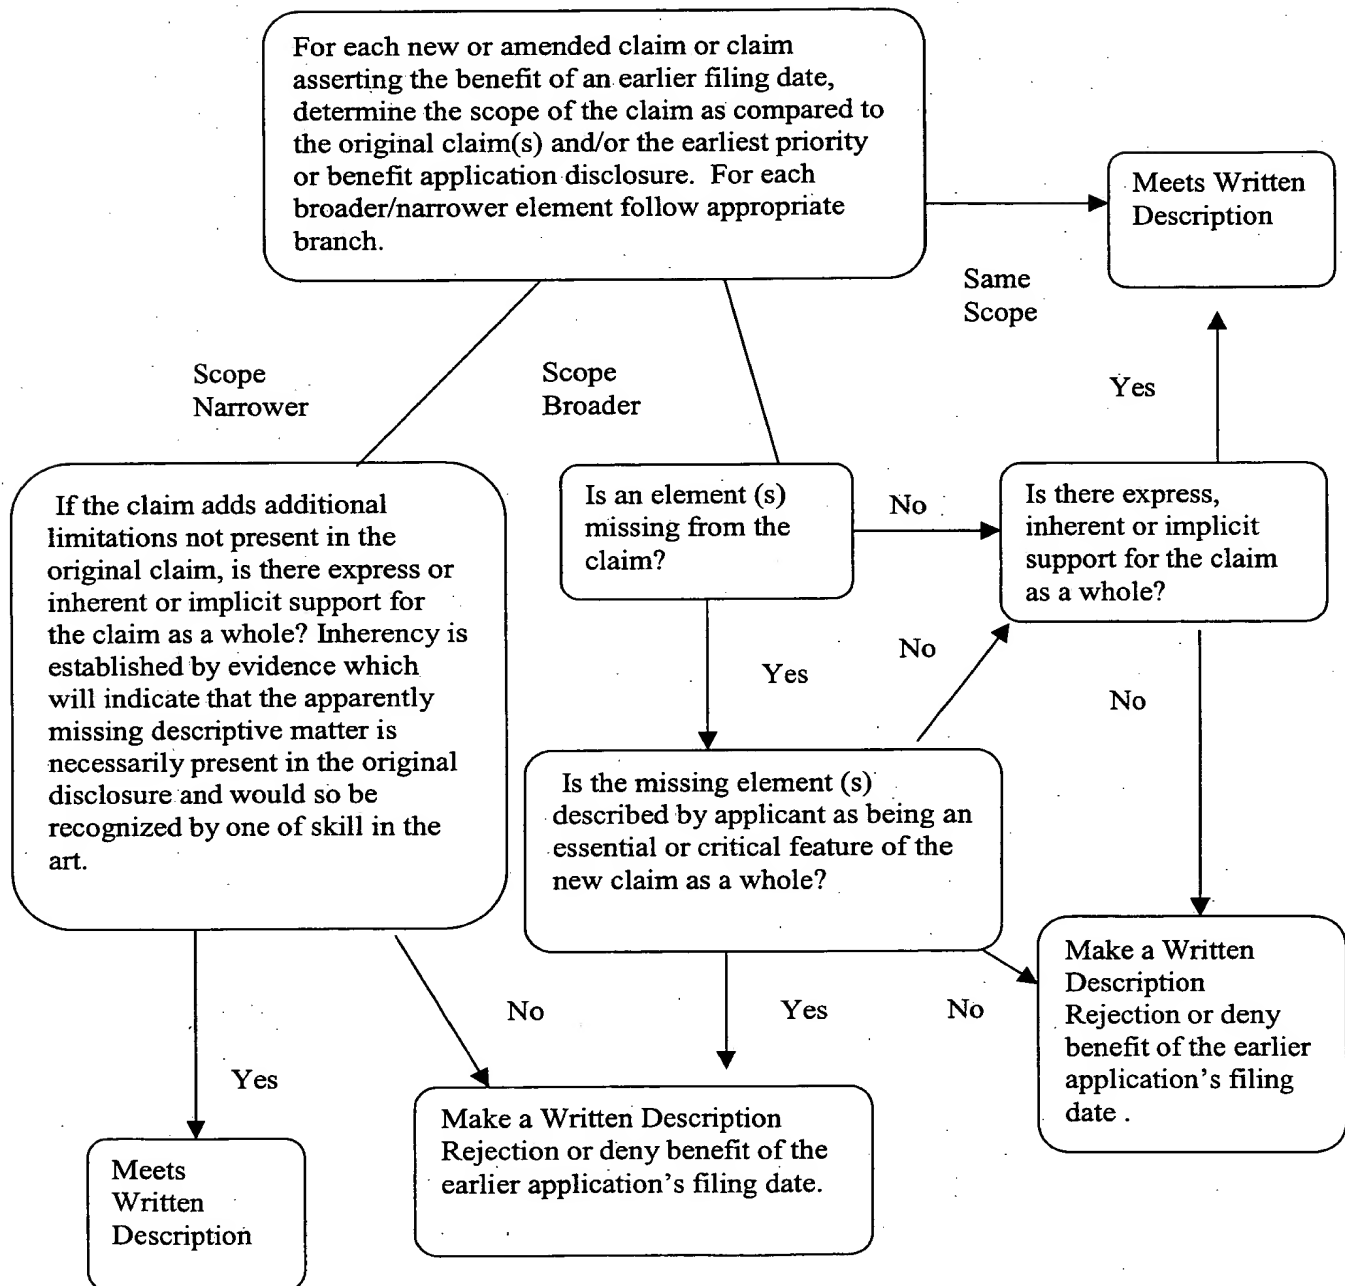 For each new or amended claim or claim
asserting the benefit of an earlier filing date,
determine the scope of the claim as compared to
the original claim(s) and/or the earliest priority
or benefit application disclosure. For each
broader/narrower element follow appropriate
branch.
Meets Written
Description
Same
Scope
Scope
Narrower
Scope
Broader
Yes
If the claim adds additional
limitations not present in the
original claim, is there express or
inherent or implicit support for
the claim as a whole? Inherency is
established by evidence which
will indicate that the apparently
missing descriptive matter is
necessarily present in the original
disclosure and would so be
recognized by one of skill in the
art.
Is an element (s)
missing from the
claim?
No
Is there express,
inherent or implicit
support for the claim
as a whole?
Yes
No
No
Is the missing element (s)
described by applicant as being an
essential or critical feature of the
new claim as a whole?
Make a Written
Description
Rejection or deny
benefit of the earlier
application's filing
date .
No
Yes
No
Yes
Make a Written Description
Rejection or deny benefit of the
earlier application's filing date.
Meets
Written
Description